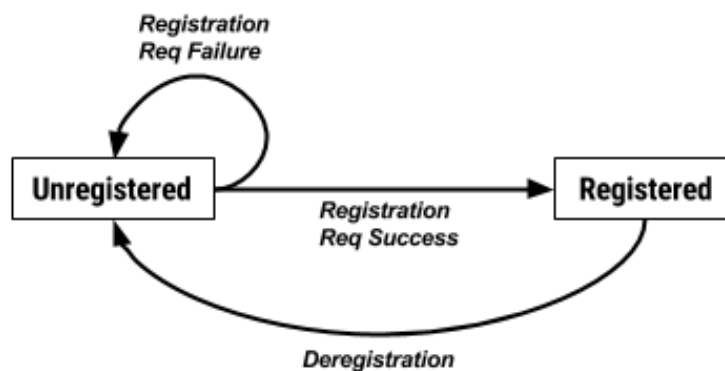 Registration
Req Failure
Unregistered
Registered
Registration
Req Success
Deregistration